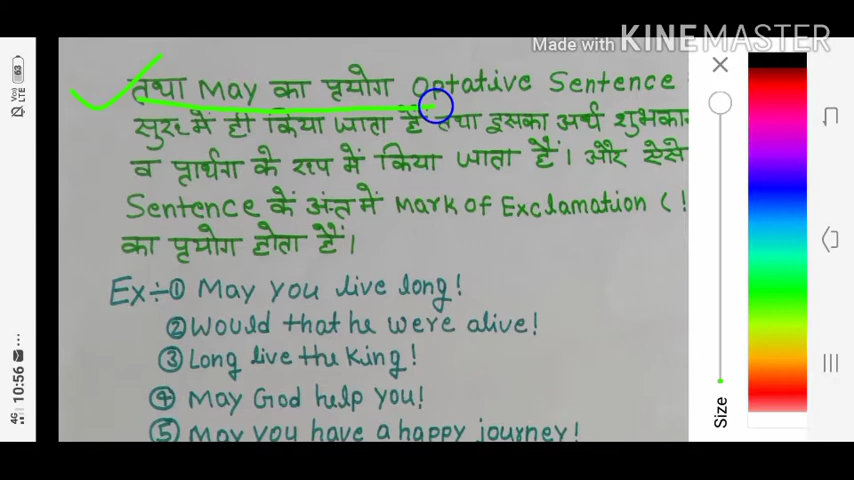 Made with KINEMASTER
तथा May का प्रयोग Optative Sentence
सुरू में ही किया जाता हैं तथा इसका अर्थ शुभका
व प्रार्थना के रूप में किया जाता हैं। और ऐसे
Sentence के अंत में Mark of Exclamation ( !
का प्रयोग होता हैं।
Ex÷① May you live long!
② Would that he were alive!
③ Long live the King!
④ May God help you!
⑤ May you have a happy journey!
Size
63
10:56
4G